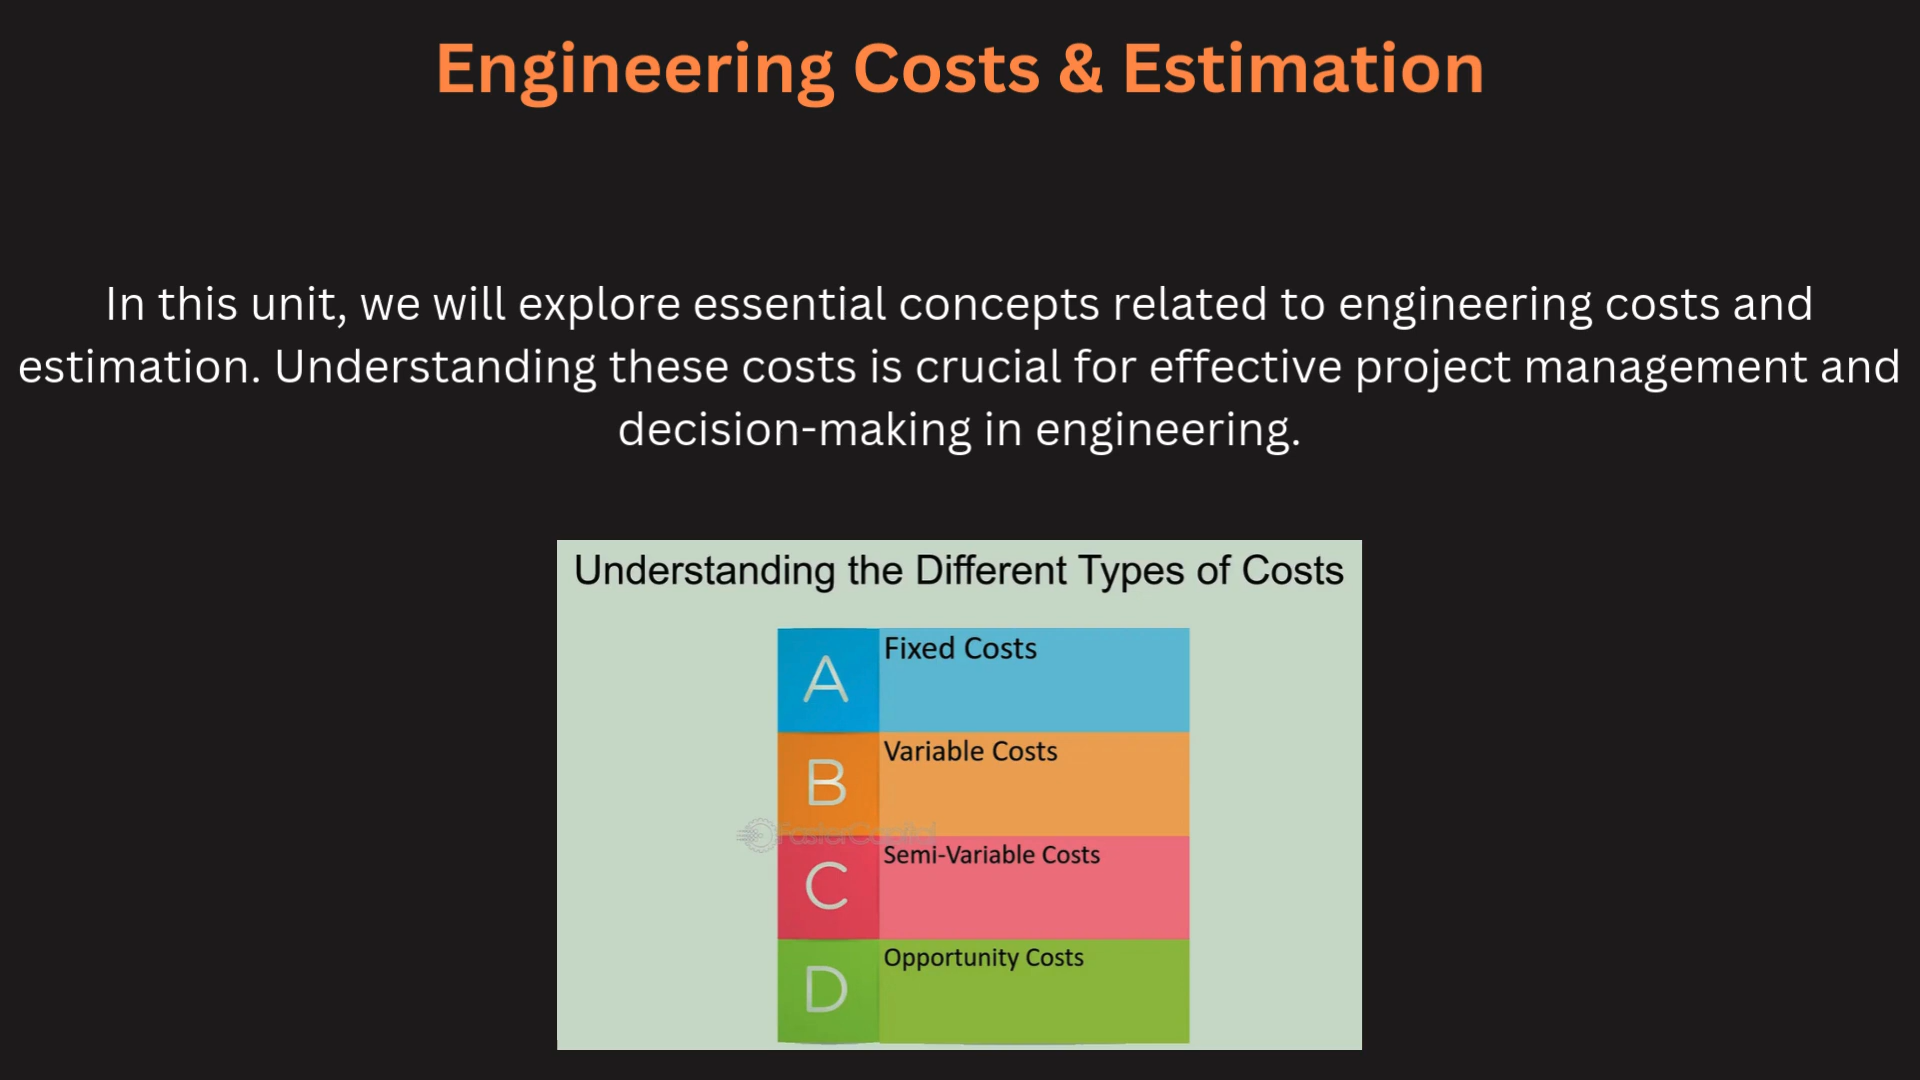 Engineering Costs & Estimation
In this unit, we will explore essential concepts related to engineering costs and
estimation. Understanding these costs is crucial for effective project management and
decision-making in engineering.
Understanding the Different Types of Costs
A
Fixed Costs
B
Variable Costs
FasterCapital
C
Semi-Variable Costs
D
Opportunity Costs